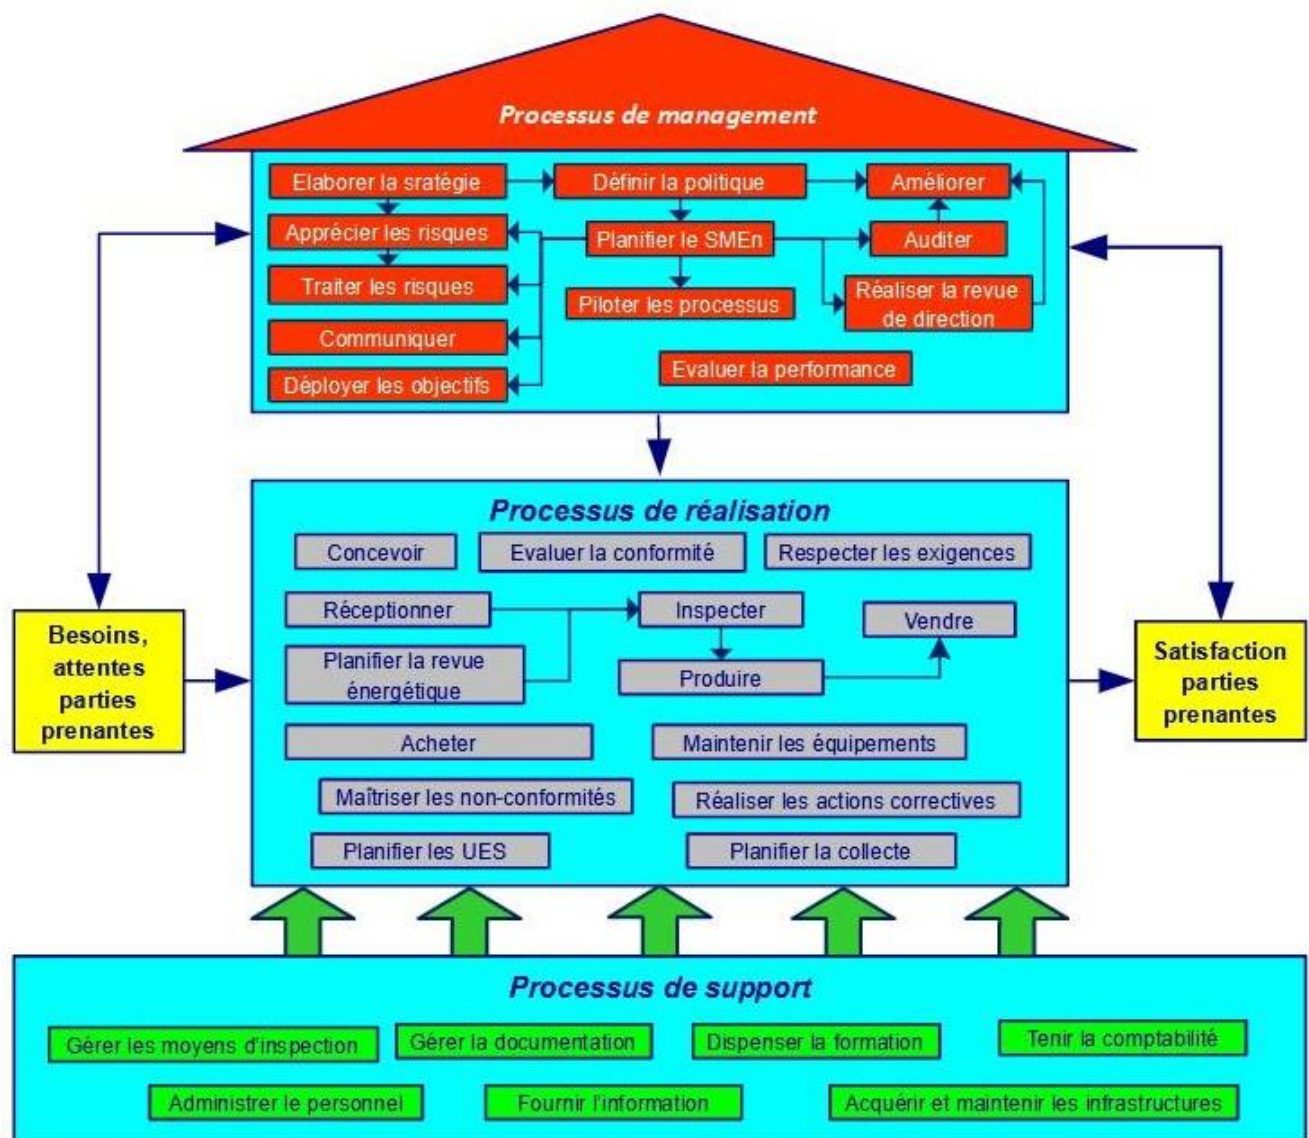 Processus de management
Elaborer la sratégie
Définir la politique
Améliorer
Apprécier les risques
Planifier le SMEn
Auditer
Traiter les risques
Piloter les processus
Réaliser la revue
de direction
Communiquer
Evaluer la performance
Déployer les objectifs
Processus de réalisation
Concevoir
Evaluer la conformité
Respecter les exigences
Réceptionner
Inspecter
Vendre
Planifier la revue
énergétique
Produire
Acheter
Maintenir les équipements
Maîtriser les non-conformités
Réaliser les actions correctives
Planifier les UES
Planifier la collecte
Besoins,
attentes
parties
prenantes
Satisfaction
parties
prenantes
Processus de support
Gérer les moyens d'inspection
Gérer la documentation
Dispenser la formation
Tenir la comptabilité
Administrer le personnel
Fournir l'information
Acquérir et maintenir les infrastructures